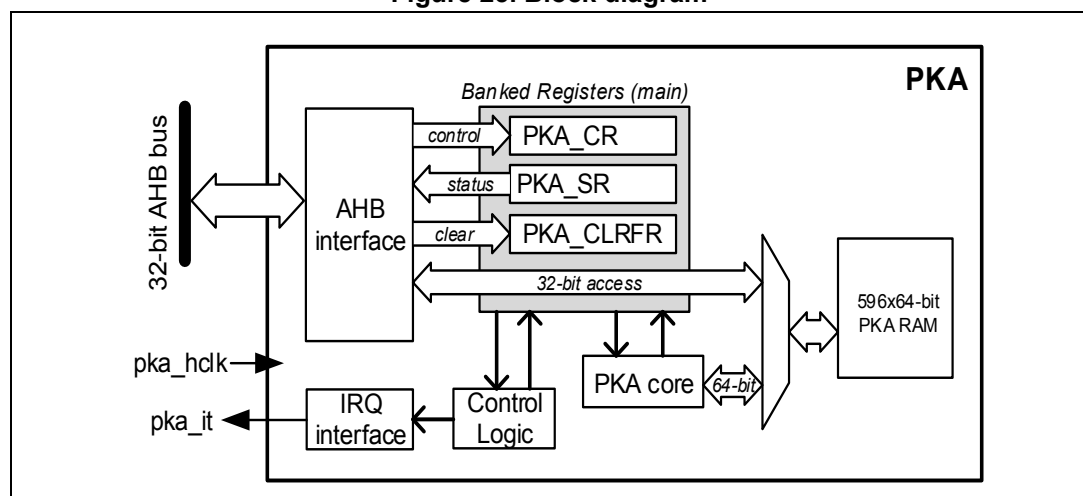 Figure Block diagram
PKA
Banked Registers (main)
control
PKA_CR
status
PKA_SR
clear
PKA_CLRFR
32-bit AHB bus
AHB
interface
32-bit access
596x64-bit
PKA RAM
pka_hclk
PKA core
64-bit
pka_it
IRQ
interface
Control
Logic